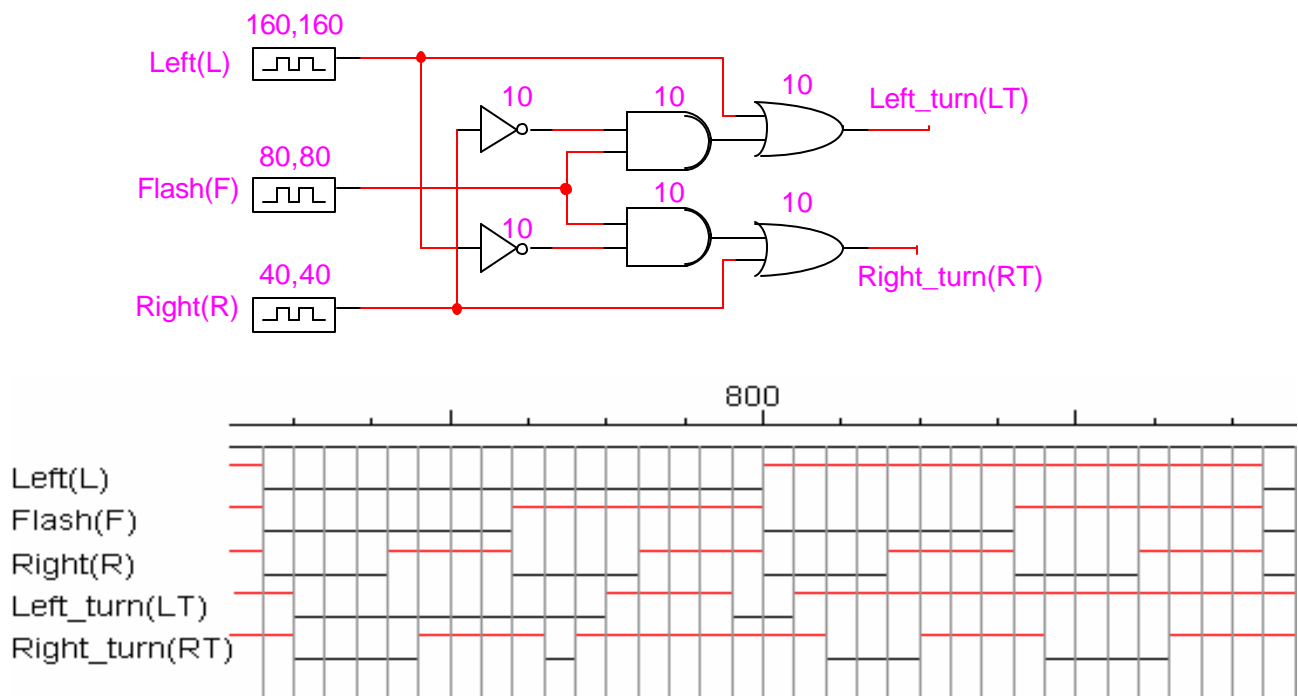 160,160
Left(L)
10
10
10
Left_turn(LT)
80,80
Flash(F)
10
10
10
40,40
Right_turn(RT)
Right(R)
800
Left(L)
Flash(F)
Right(R)
Left_turn(LT)
Right_turn(RT)